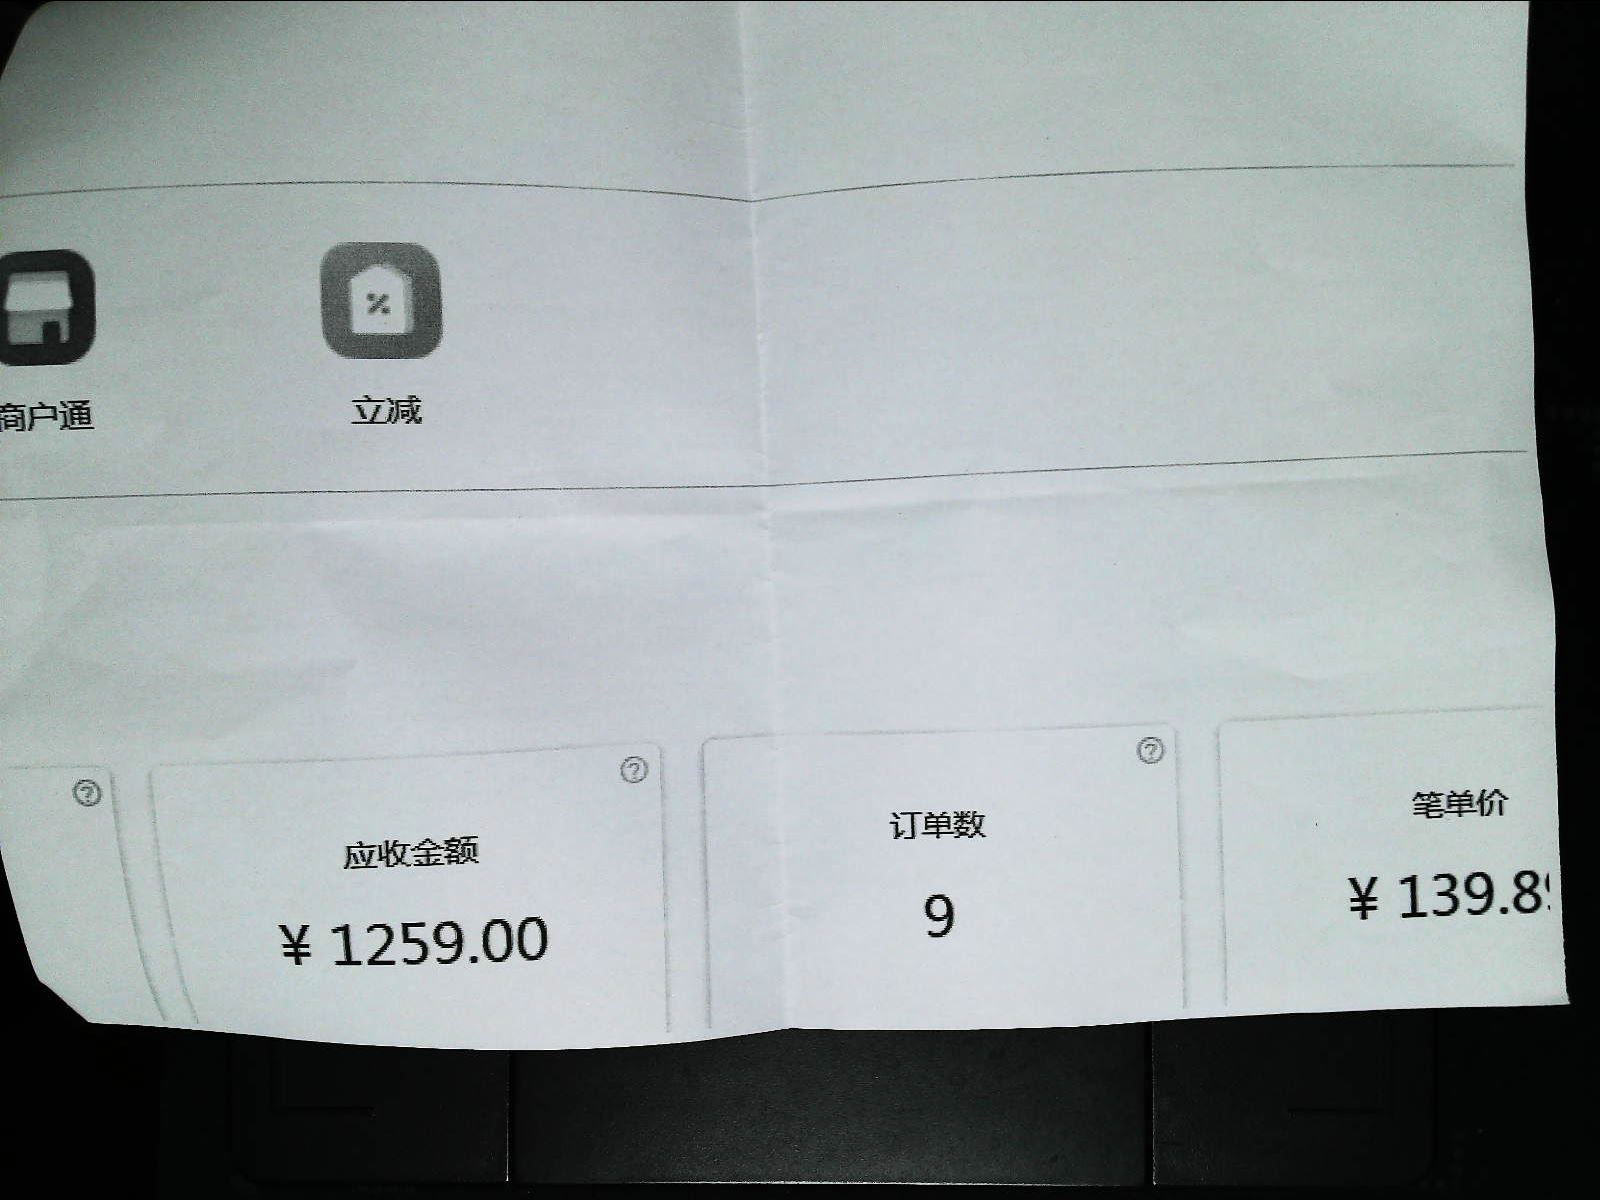 商户通
立减
应收金额
¥ 1259.00
订单数
9
笔单价
¥ 139.89